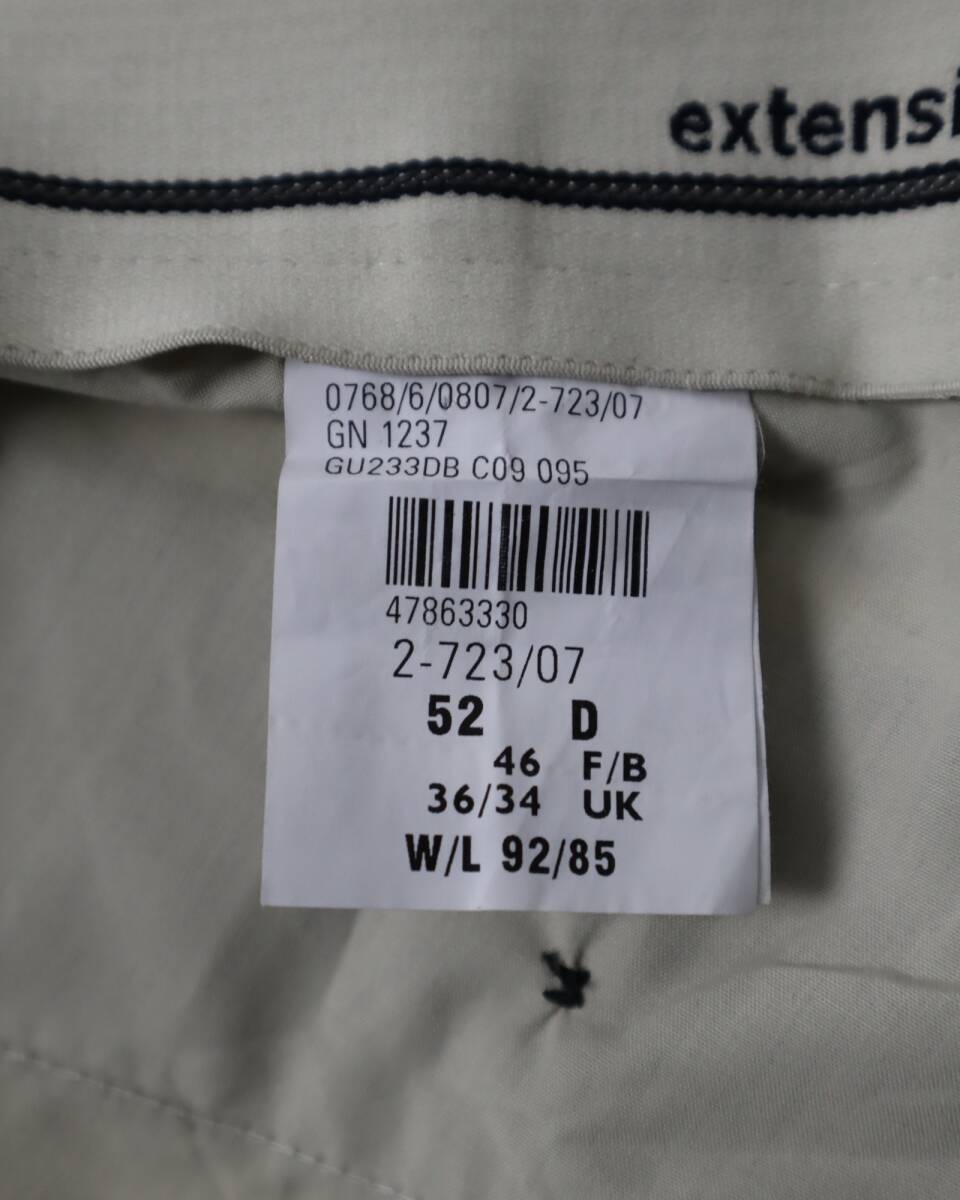 extensi
0768/6/0807/2-723/07
GN 1237
GU233DB C09 095
47863330
2-723/07
52 D
46 F/B
36/34 UK
W/L 92/85